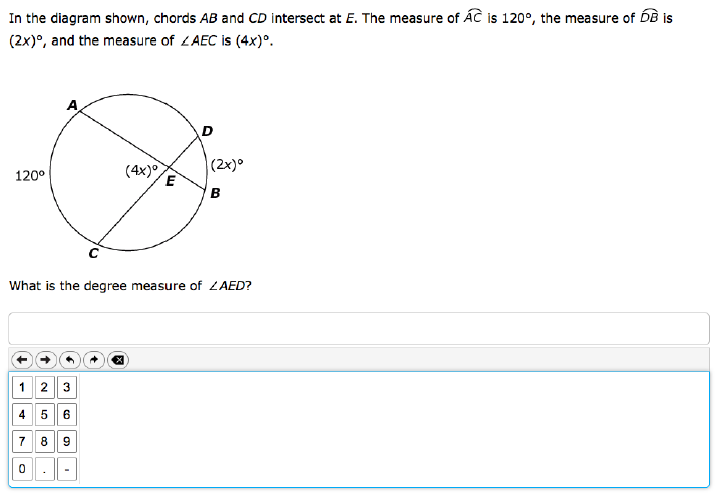 In the diagram shown, chords AB and CD intersect at E. The measure of A͡C is 120°, the measure of D͡B is
(2x)°, and the measure of ∠AEC is (4x)°.
A
D
120°
(4x)°
E
(2x)°
B
C
What is the degree measure of ∠AED?
1 2 3
4 5 6
7 8 9
0 . -